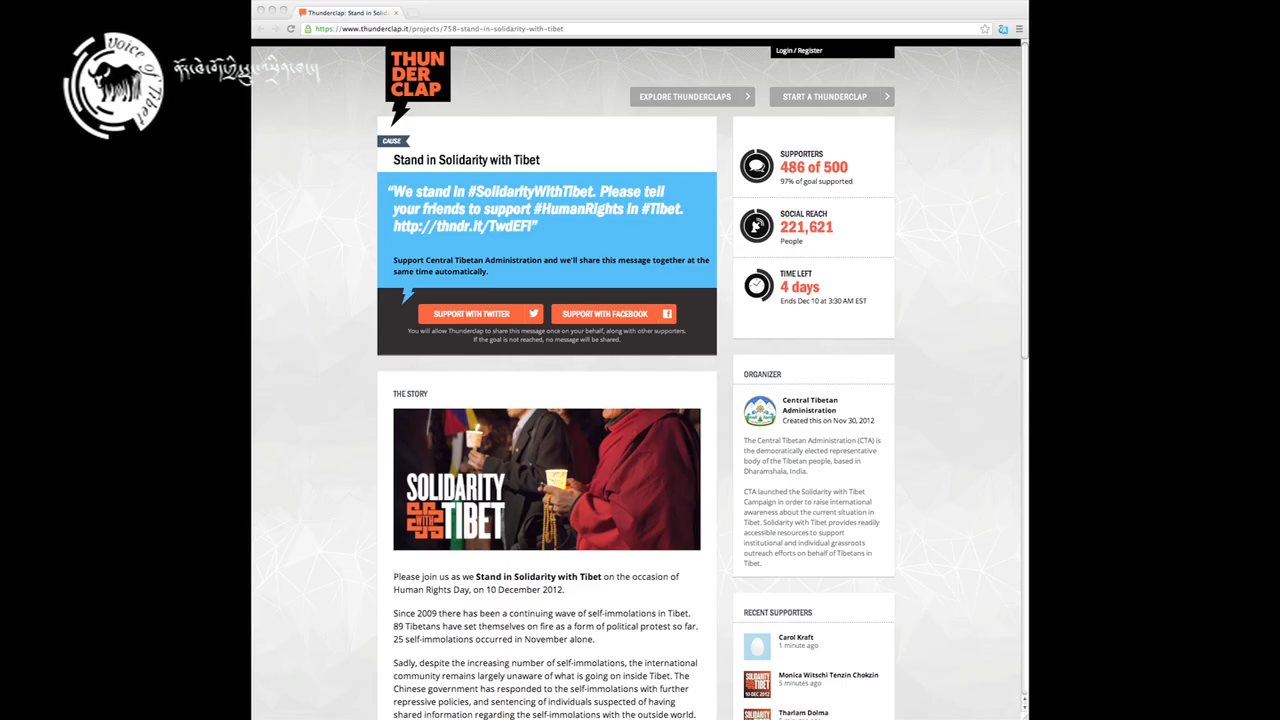 Voice of Tibet
Thunderclap: Stand in Solid
https://www.thunderclap.it/projects/758-stand-in-solidarity-with-tibet
Login / Register
THUN
DER
CLAP
EXPLORE THUNDERCLAPS
START A THUNDERCLAP
CAUSE
Stand in Solidarity with Tibet
“We stand in #SolidarityWithTibet. Please tell
your friends to support #HumanRights in #Tibet.
http://thndr.it/TwdEFI”
Support Central Tibetan Administration and we'll share this message together at the
same time automatically.
SUPPORT WITH TWITTER
SUPPORT WITH FACEBOOK
You will allow Thunderclap to share this message once on your behalf, along with other supporters.
If the goal is not reached, no message will be shared.
THE STORY
SOLIDARITY
WITH
TIBET
Please join us as we Stand in Solidarity with Tibet on the occasion of
Human Rights Day, on 10 December 2012.
Since 2009 there has been a continuing wave of self-immolations in Tibet.
89 Tibetans have set themselves on fire as a form of political protest so far.
25 self-immolations occurred in November alone.
Sadly, despite the increasing number of self-immolations, the international
community remains largely unaware of what is going on inside Tibet. The
Chinese government has responded to the self-immolations with further
repressive policies, and sentencing of individuals suspected of having
shared information regarding the self-immolations with the outside world.
SUPPORTERS
486 of 500
97% of goal supported
SOCIAL REACH
221,621
People
TIME LEFT
4 days
Ends Dec 10 at 3:30 AM EST
ORGANIZER
Central Tibetan
Administration
Created this on Nov 30, 2012
The Central Tibetan Administration (CTA) is
the democratically elected representative
body of the Tibetan people, based in
Dharamshala, India.
CTA launched the Solidarity with Tibet
Campaign in order to raise international
awareness about the current situation in
Tibet. Solidarity with Tibet provides readily
accessible resources to support
institutional and individual grassroots
outreach efforts on behalf of Tibetans in
Tibet.
RECENT SUPPORTERS
Carol Kraft
1 minute ago
Monica Witschi Tenzin Chokzin
5 minutes ago
SOLIDARITY
TIBET
10 DEC 2012
Tharlam Dolma